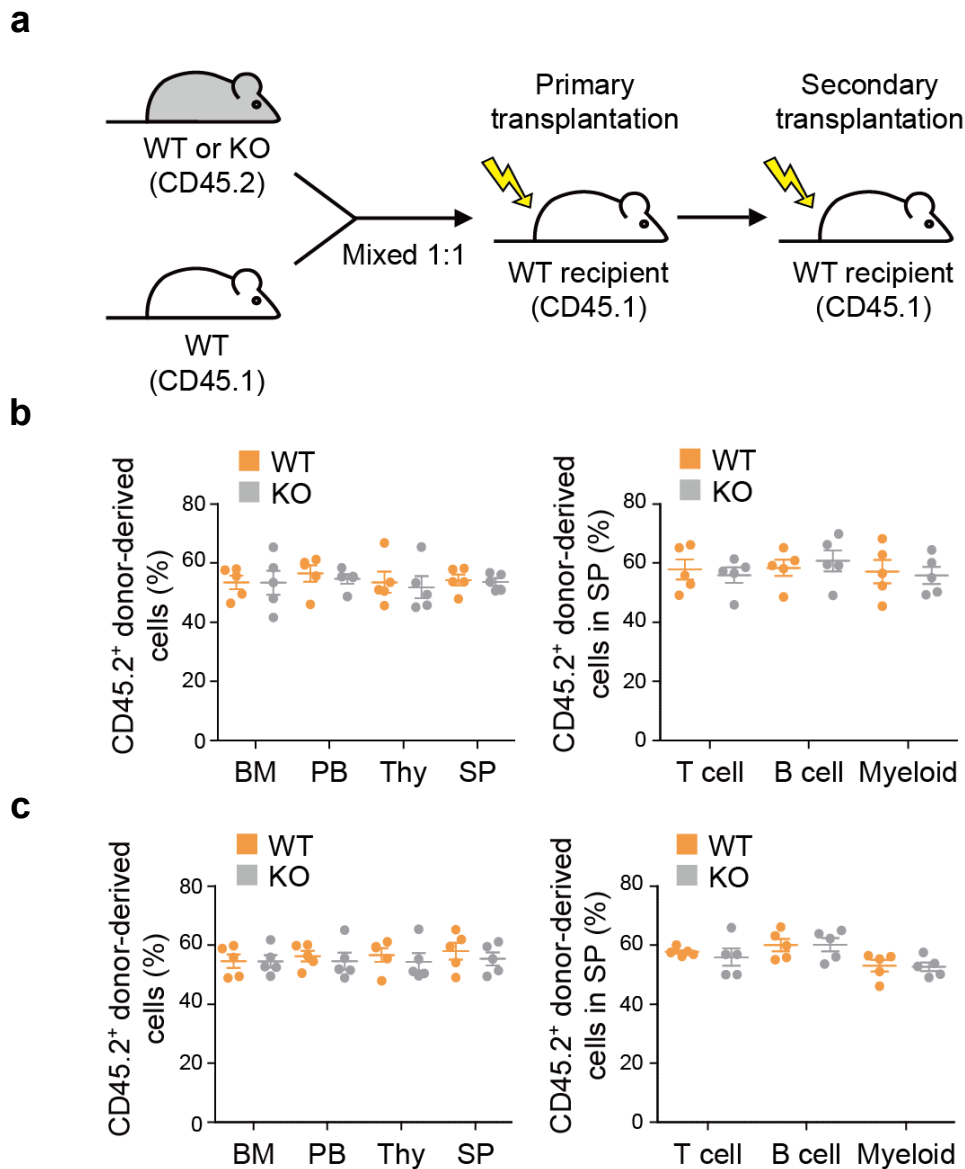 a
WT or KO
(CD45.2)
WT
(CD45.1)
Mixed 1:1
Primary
transplantation
WT recipient
(CD45.1)
Secondary
transplantation
WT recipient
(CD45.1)
b
CD45.2⁺ donor-derived
cells (%)
WT
KO
80
60
40
20
0
BM PB Thy SP
CD45.2⁺ donor-derived
cells in SP (%)
WT
KO
80
60
40
20
0
T cell B cell Myeloid
c
CD45.2⁺ donor-derived
cells (%)
WT
KO
80
60
40
20
0
BM PB Thy SP
CD45.2⁺ donor-derived
cells in SP (%)
WT
KO
80
60
40
20
0
T cell B cell Myeloid